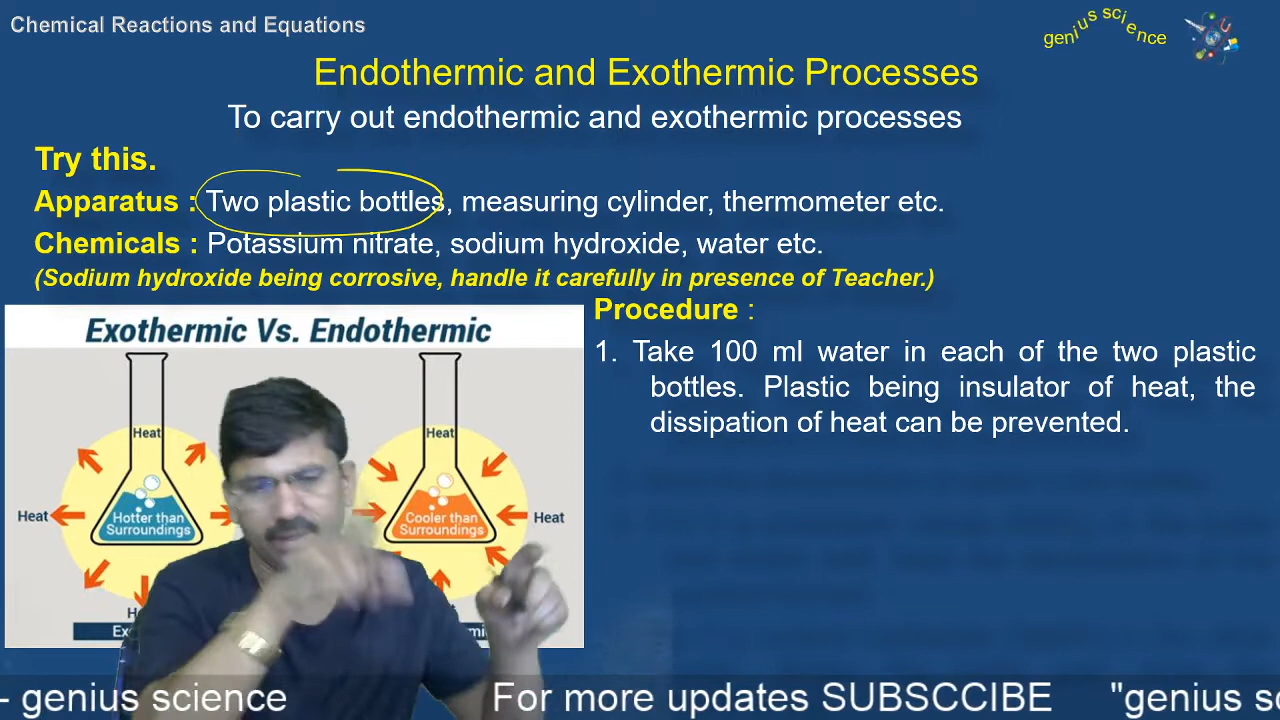 Chemical Reactions and Equations
genius science
Endothermic and Exothermic Processes
To carry out endothermic and exothermic processes
Try this.
Apparatus : Two plastic bottles, measuring cylinder, thermometer etc.
Chemicals : Potassium nitrate, sodium hydroxide, water etc.
(Sodium hydroxide being corrosive, handle it carefully in presence of Teacher.)
Exothermic Vs. Endothermic
Heat
Heat
Heat
Hotter than
Surroundings
Cooler than
Surroundings
Heat
Procedure :
1. Take 100 ml water in each of the two plastic
bottles. Plastic being insulator of heat, the
dissipation of heat can be prevented.
- genius science For more updates SUBSCCIBE "genius